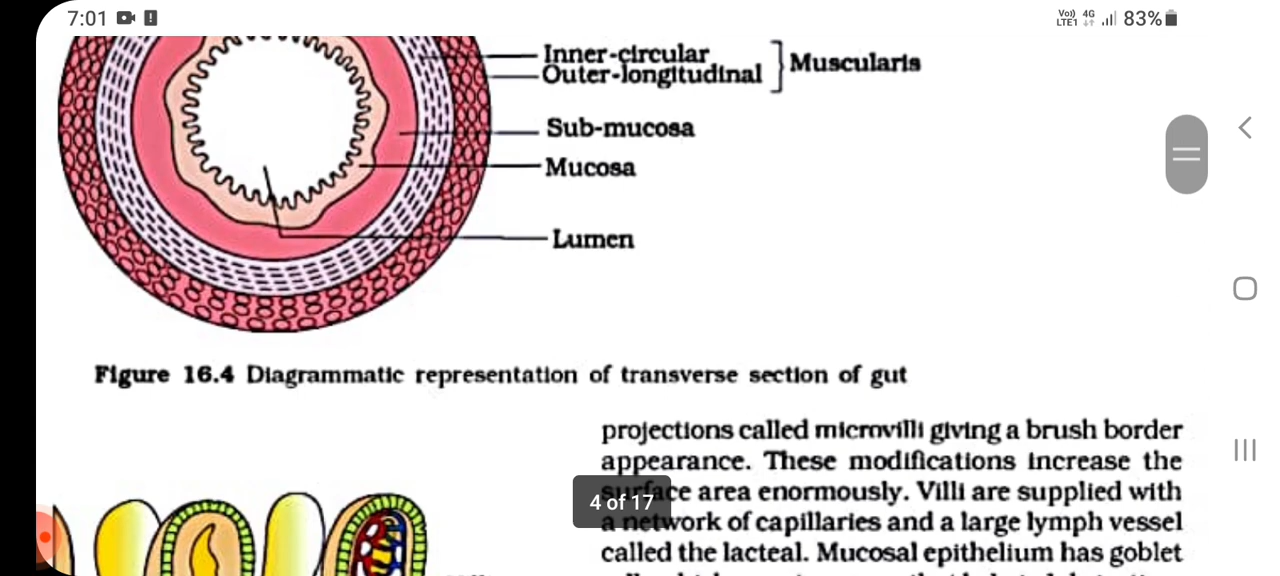 7:01
Vo)) 4G
LTE1 83%
Inner-circular
Outer-longitudinal
Muscularis
Sub-mucosa
Mucosa
Lumen
Figure 16.4 Diagrammatic representation of transverse section of gut
projections called microvilli giving a brush border
appearance. These modifications increase the
surface area enormously. Villi are supplied with
a network of capillaries and a large lymph vessel
called the lacteal. Mucosal epithelium has goblet
4 of 17